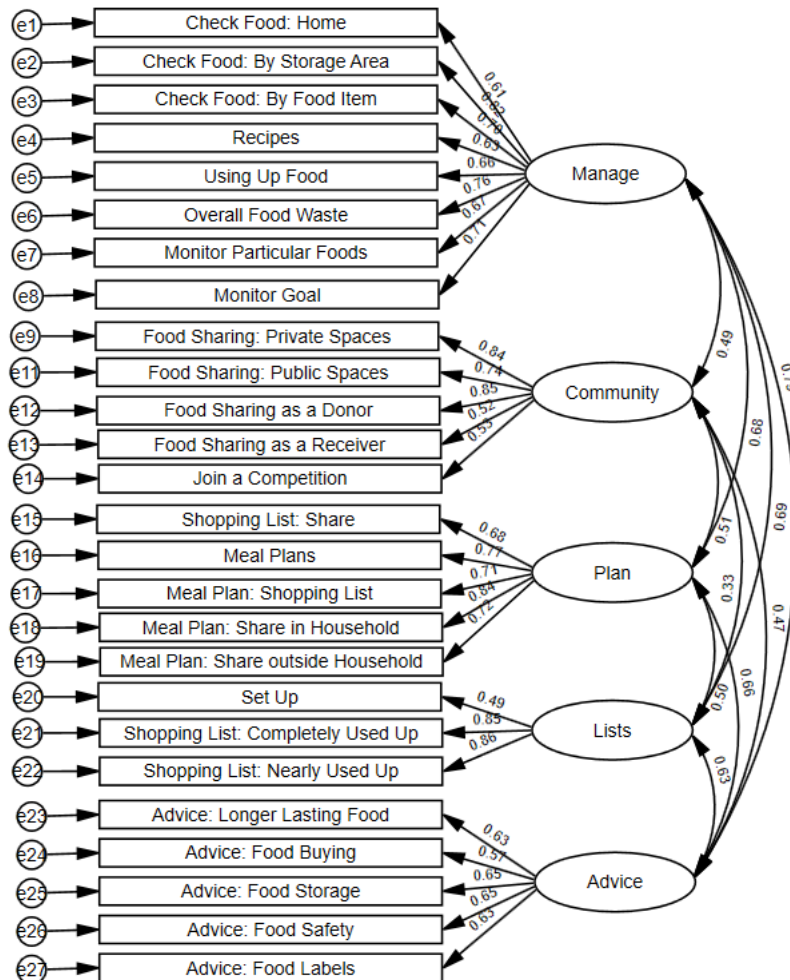 e1
Check Food: Home
e2
Check Food: By Storage Area
e3
Check Food: By Food Item
e4
Recipes
e5
Using Up Food
e6
Overall Food Waste
e7
Monitor Particular Foods
e8
Monitor Goal
0.61
0.70
0.63
0.66
0.76
0.67
0.71
Manage
e9
Food Sharing: Private Spaces
e11
Food Sharing: Public Spaces
e12
Food Sharing as a Donor
e13
Food Sharing as a Receiver
e14
Join a Competition
0.84
0.74
0.85
0.52
0.53
Community
e15
Shopping List: Share
e16
Meal Plans
e17
Meal Plan: Shopping List
e18
Meal Plan: Share in Household
e19
Meal Plan: Share outside Household
0.68
0.77
0.71
0.84
0.72
Plan
e20
Set Up
e21
Shopping List: Completely Used Up
e22
Shopping List: Nearly Used Up
0.49
0.85
0.86
Lists
e23
Advice: Longer Lasting Food
e24
Advice: Food Buying
e25
Advice: Food Storage
e26
Advice: Food Safety
e27
Advice: Food Labels
0.63
0.57
0.65
0.65
0.63
Advice
0.49
0.68
0.69
0.51
0.33
0.47
0.50
0.66
0.63